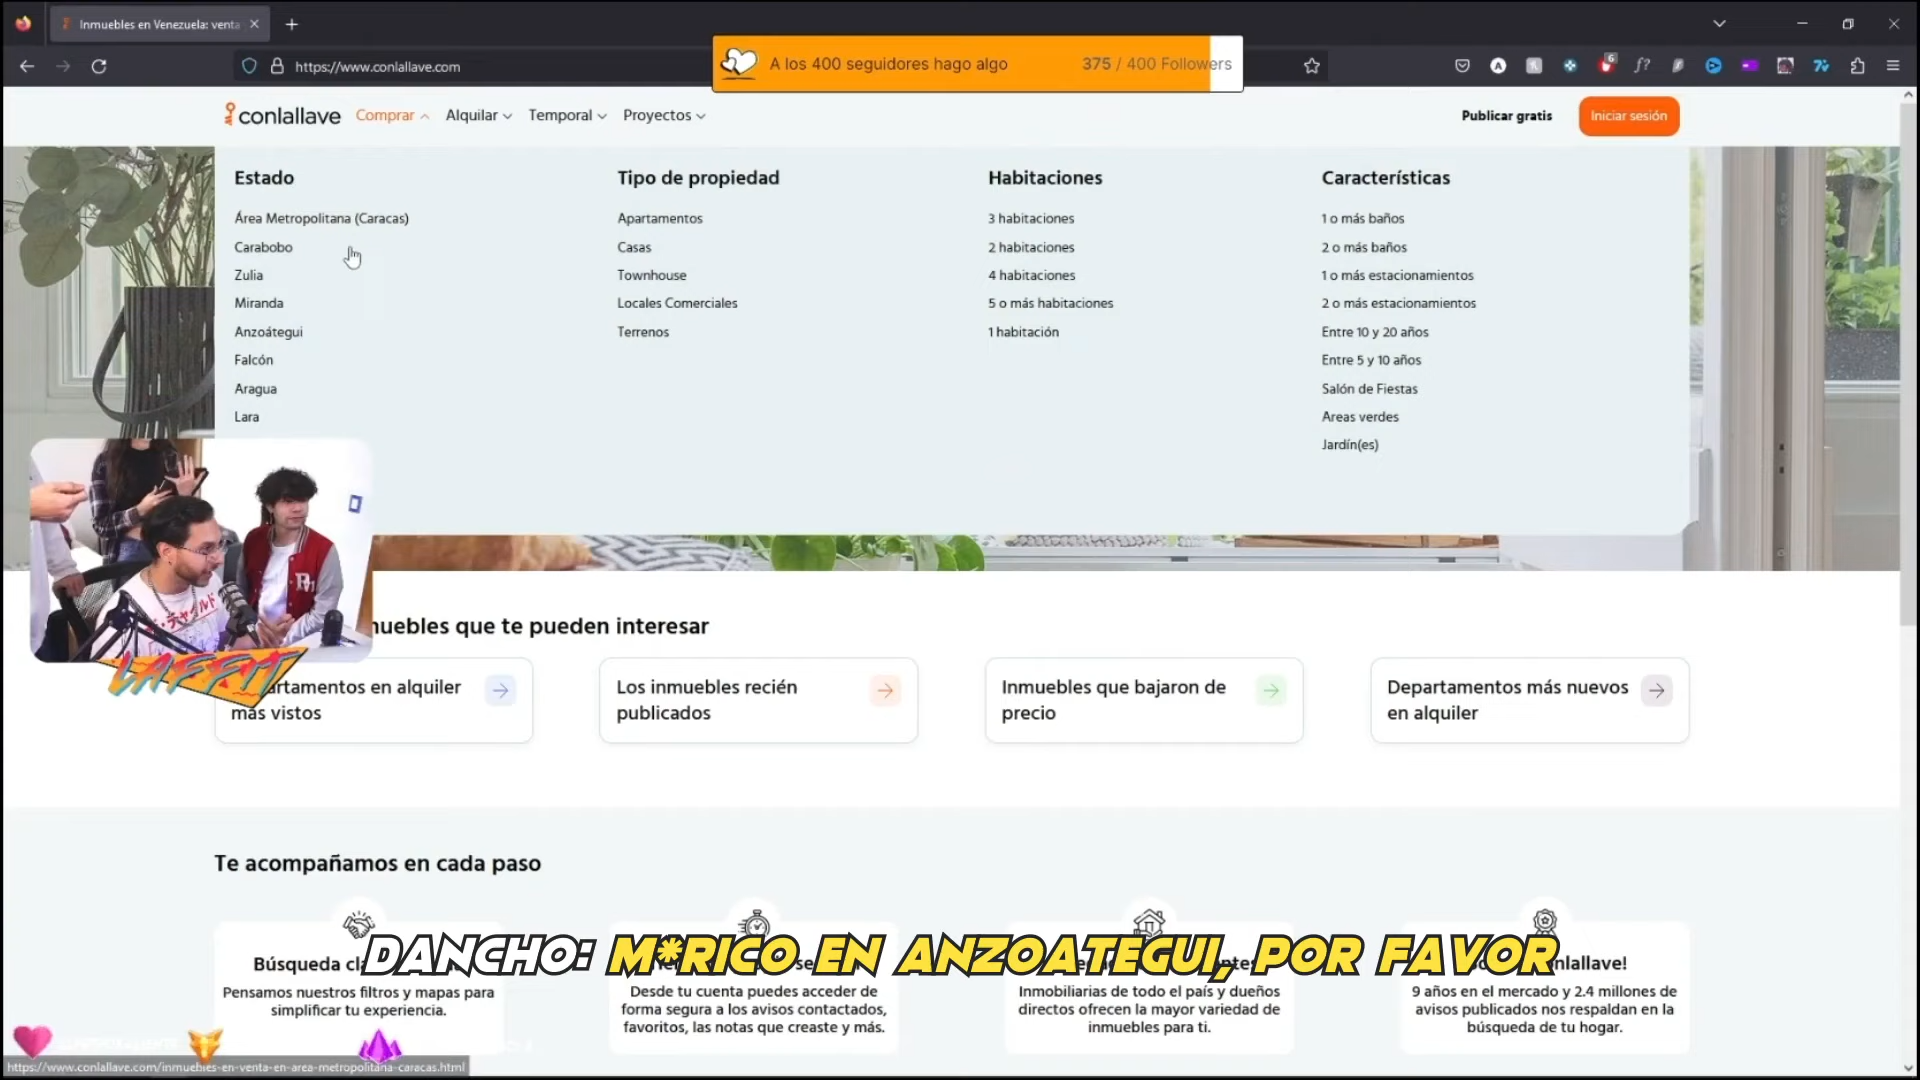 Inmuebles en Venezuela: venta
https://www.conlallave.com
A los 400 seguidores hago algo
375 / 400 Followers
6
f?
conlallave
Comprar
Alquilar
Temporal
Proyectos
Publicar gratis
Iniciar sesión
Estado
Área Metropolitana (Caracas)
Carabobo
Zulia
Miranda
Anzoátegui
Falcón
Aragua
Lara
Tipo de propiedad
Apartamentos
Casas
Townhouse
Locales Comerciales
Terrenos
Habitaciones
3 habitaciones
2 habitaciones
4 habitaciones
5 o más habitaciones
1 habitación
Características
1 o más baños
2 o más baños
1 o más estacionamientos
2 o más estacionamientos
Entre 10 y 20 años
Entre 5 y 10 años
Salón de Fiestas
Areas verdes
Jardín(es)
LAFFIT
nuebles que te pueden interesar
artamentos en alquiler
más vistos
Los inmuebles recién
publicados
Inmuebles que bajaron de
precio
Departamentos más nuevos
en alquiler
Te acompañamos en cada paso
DANCHO: M*RICO EN ANZOATEGUI, POR FAVOR
Búsqueda
Pensamos nuestros filtros y mapas para
simplificar tu experiencia.
Desde tu cuenta puedes acceder de
forma segura a los avisos contactados,
favoritos, las notas que creaste y más.
Inmobiliarias de todo el país y dueños
directos ofrecen la mayor variedad de
inmuebles para ti.
nlallave!
9 años en el mercado y 2.4 millones de
avisos publicados nos respaldan en la
búsqueda de tu hogar.
https://www.conlallave.com/inmuebles-en-venta-en-area-metropolitana-caracas.html